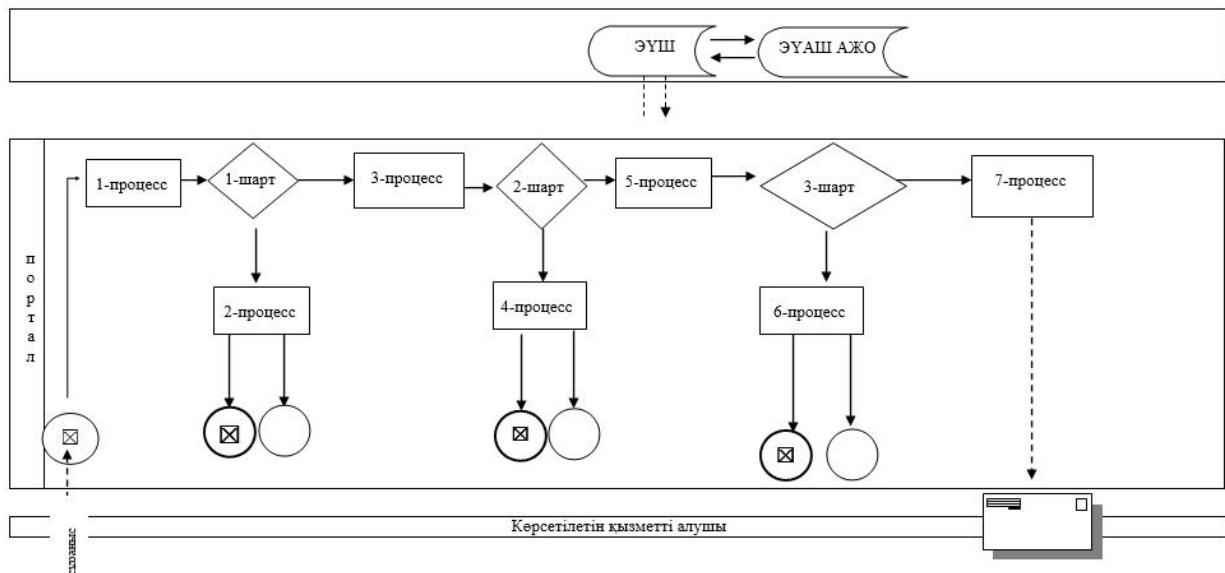 ЭҮШ
ЭҮАШ АЖО
1-процесс
1-шарт
3-процесс
2-шарт
5-процесс
3-шарт
7-процесс
портал
2-процесс
4-процесс
6-процесс
Көрсетілетін қызметті алушы